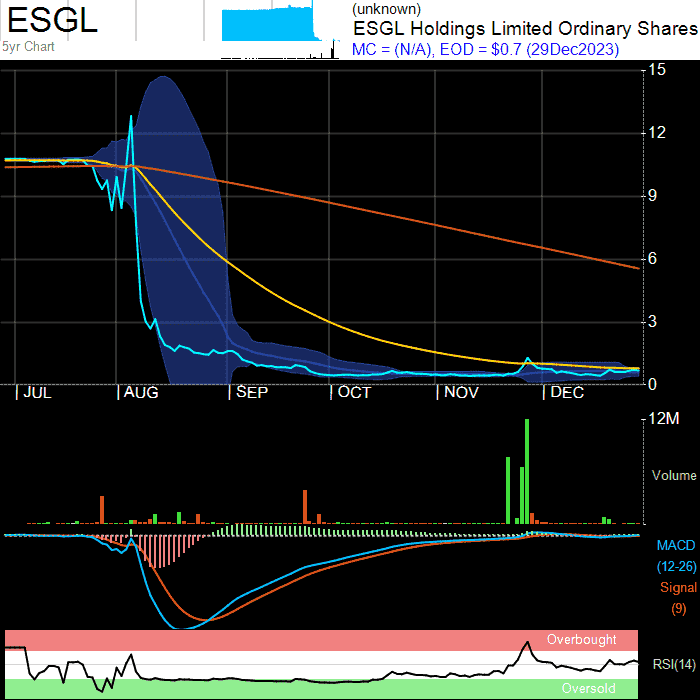 ESGL
5yr Chart
(unknown)
ESGL Holdings Limited Ordinary Shares
MC = (N/A), EOD = $0.7 (29Dec2023)
15
12
9
6
3
0
JUL AUG SEP OCT NOV DEC
12M
Volume
MACD
(12-26)
Signal
(9)
Overbought
RSI(14)
Oversold